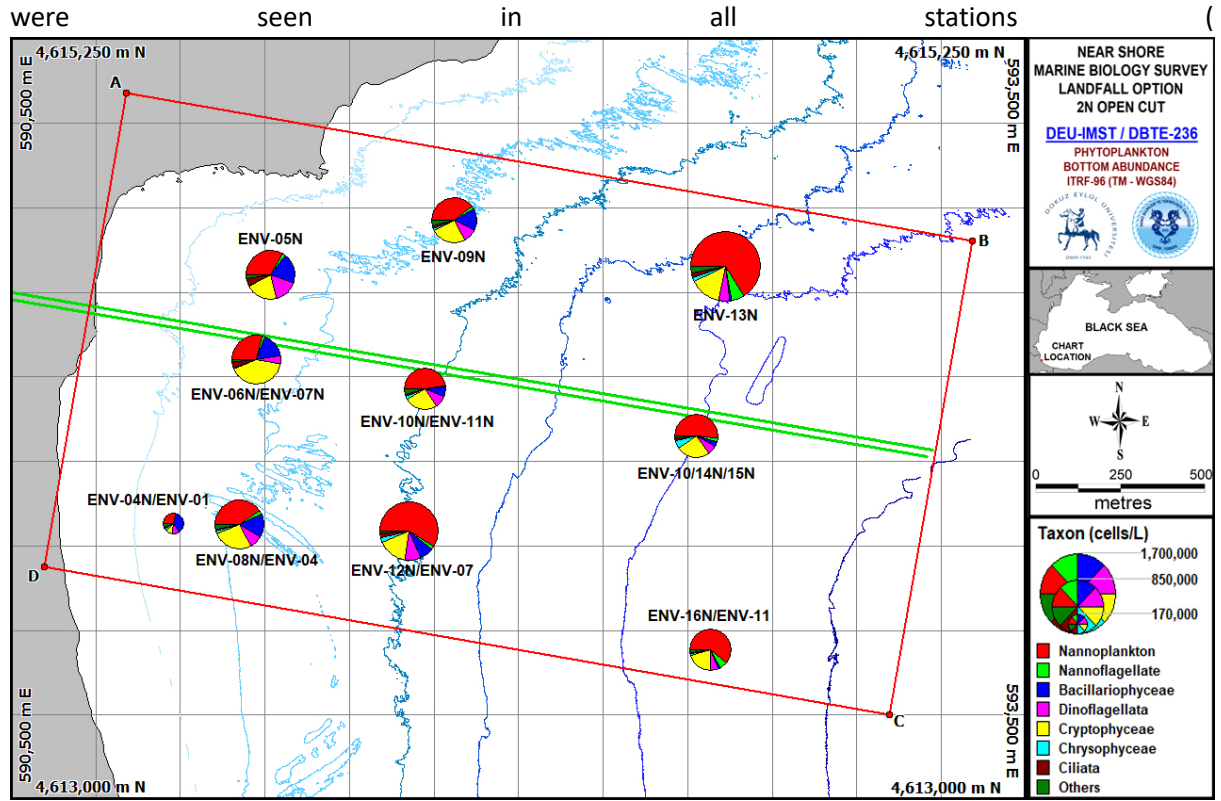 were seen in all stations (
4,615,250 m N
4,615,250 m N
590,500 m E
593,500 m E
A
B
ENV-05N
ENV-09N
ENV-13N
ENV-06N/ENV-07N
ENV-10N/ENV-11N
ENV-10/14N/15N
ENV-04N/ENV-01
ENV-08N/ENV-04
ENV-12N/ENV-07
D
ENV-16N/ENV-11
C
590,500 m E
593,500 m E
4,613,000 m N
4,613,000 m N
NEAR SHORE
MARINE BIOLOGY SURVEY
LANDFALL OPTION
2N OPEN CUT
DEU-IMST / DBTE-236
PHYTOPLANKTON
BOTTOM ABUNDANCE
ITRF-96 (TM - WGS84)
DOKUZ EYLÜL ÜNİVERSİTESİ
BLACK SEA
CHART
LOCATION
N
W E
S
0 250 500
metres
Taxon (cells/L)
1,700,000
850,000
170,000
Nannoplankton
Nannoflagellate
Bacillariophyceae
Dinoflagellata
Cryptophyceae
Chrysophyceae
Ciliata
Others